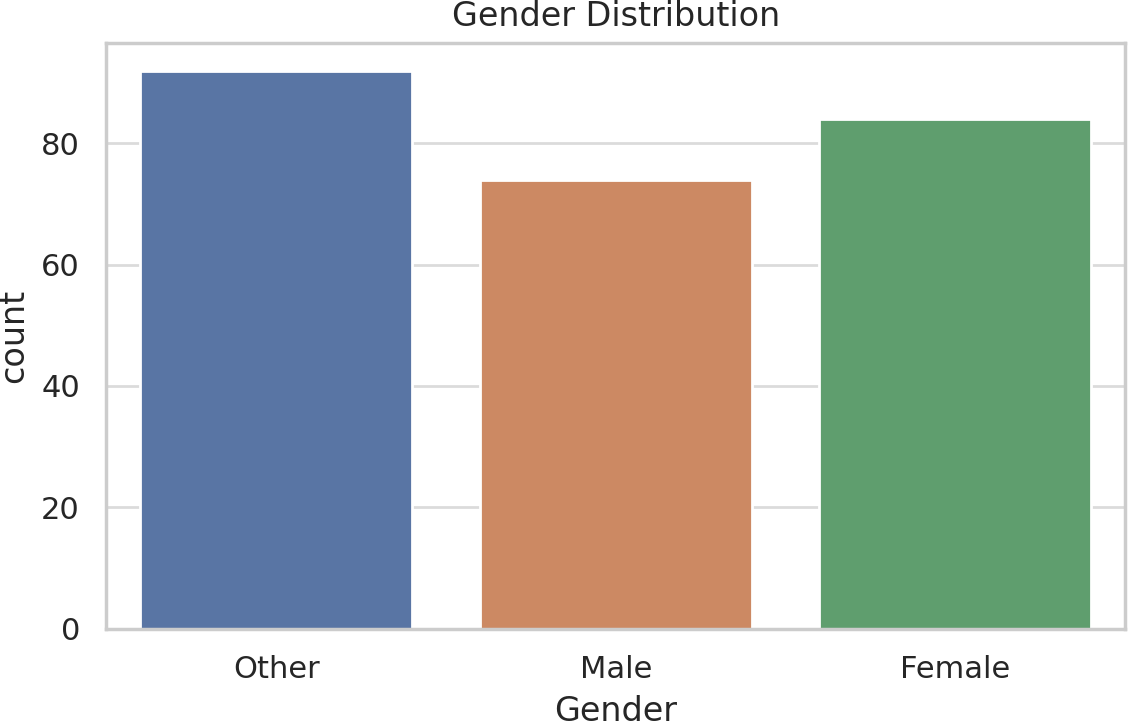 Gender Distribution
count
80
60
40
20
0
Other
Male
Female
Gender